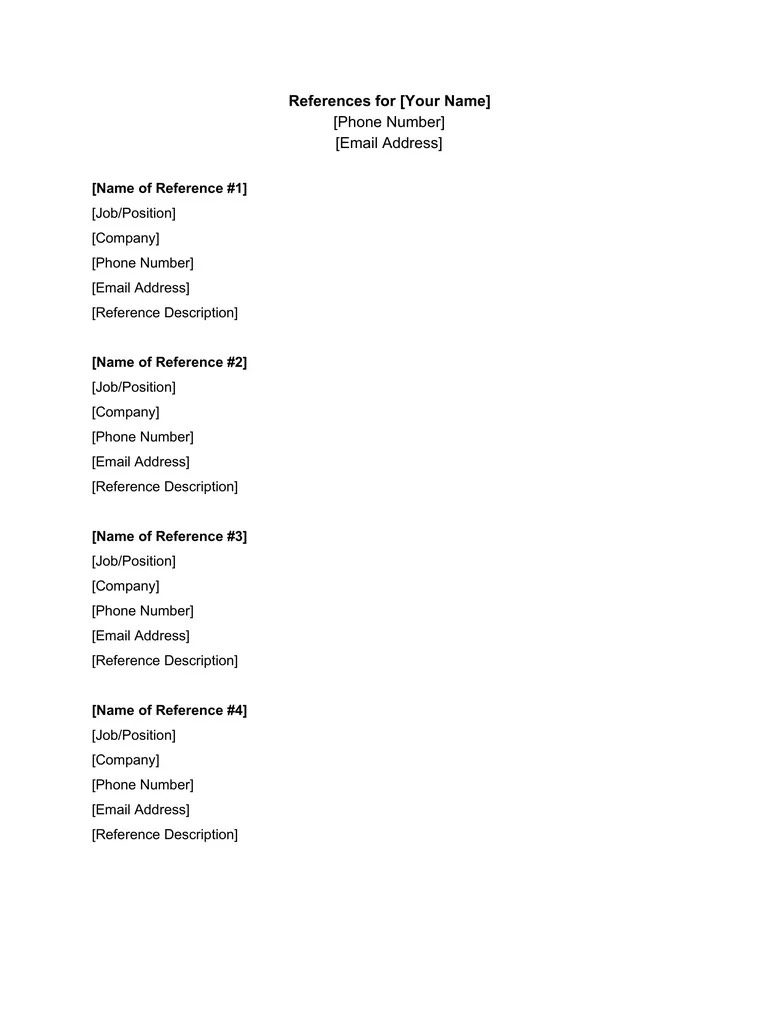 References for [Your Name]
[Phone Number]
[Email Address]
[Name of Reference #1]
[Job/Position]
[Company]
[Phone Number]
[Email Address]
[Reference Description]
[Name of Reference #2]
[Job/Position]
[Company]
[Phone Number]
[Email Address]
[Reference Description]
[Name of Reference #3]
[Job/Position]
[Company]
[Phone Number]
[Email Address]
[Reference Description]
[Name of Reference #4]
[Job/Position]
[Company]
[Phone Number]
[Email Address]
[Reference Description]